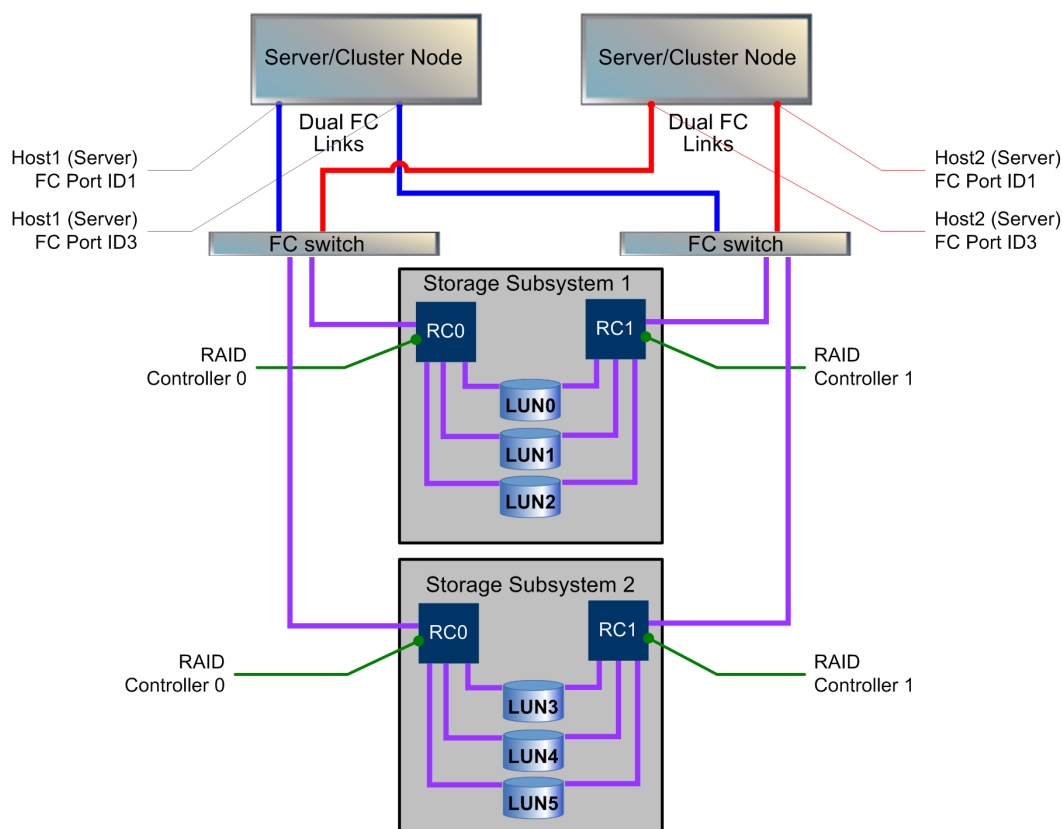 Server/Cluster Node
Server/Cluster Node
Dual FC
Links
Dual FC
Links
Host1 (Server)
FC Port ID1
Host2 (Server)
FC Port ID1
Host1 (Server)
FC Port ID3
Host2 (Server)
FC Port ID3
FC switch
FC switch
Storage Subsystem 1
RC0
RC1
RAID
Controller 0
RAID
Controller 1
LUN0
LUN1
LUN2
Storage Subsystem 2
RC0
RC1
RAID
Controller 0
RAID
Controller 1
LUN3
LUN4
LUN5